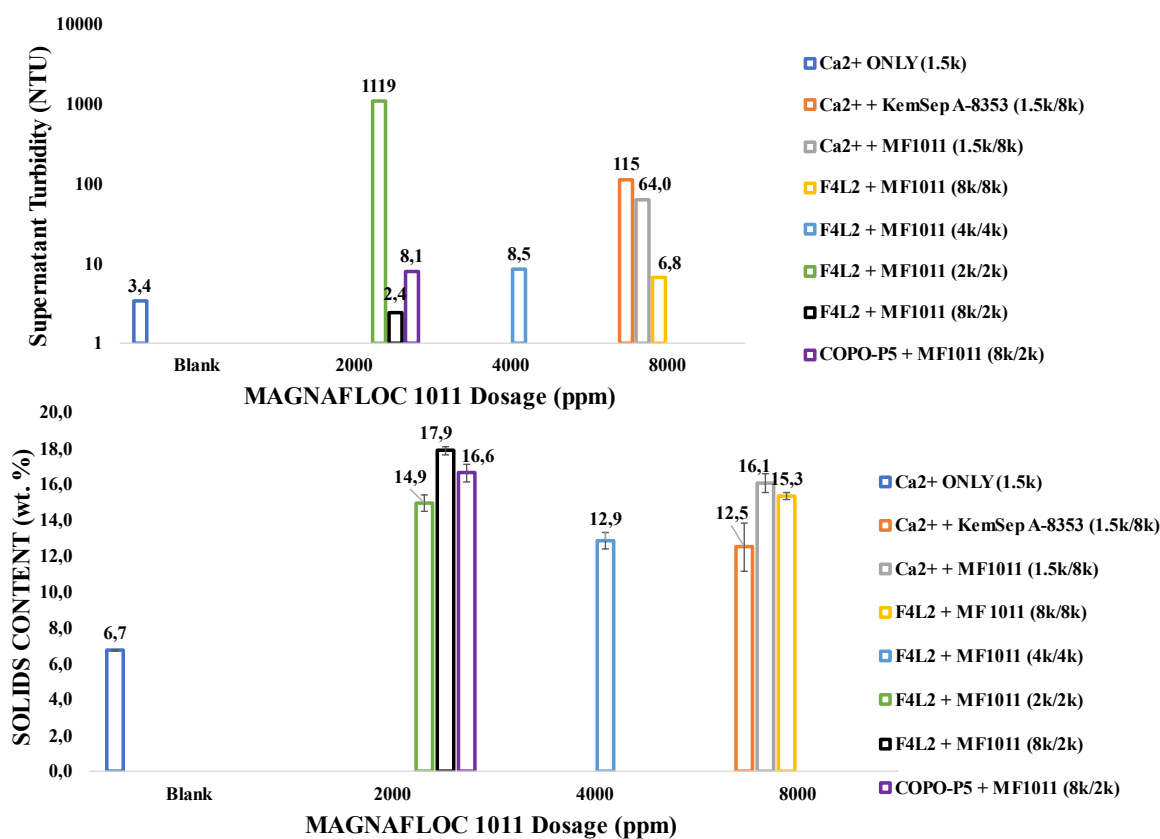 Supernatant Turbidity (NTU)
10000
1000
100
10
1
3,4
1119
2,4
8,1
8,5
115
64,0
6,8
Blank
2000
4000
8000
MAGNAFLOC 1011 Dosage (ppm)
Ca2+ ONLY (1.5k)
Ca2+ + KemSep A-8353 (1.5k/8k)
Ca2+ + MF1011 (1.5k/8k)
F4L2 + MF1011 (8k/8k)
F4L2 + MF1011 (4k/4k)
F4L2 + MF1011 (2k/2k)
F4L2 + MF1011 (8k/2k)
COPO-P5 + MF1011 (8k/2k)
SOLIDS CONTENT (wt. %)
20,0
18,0
16,0
14,0
12,0
10,0
8,0
6,0
4,0
2,0
0,0
6,7
14,9
17,9
16,6
12,9
12,5
16,1
15,3
Blank
2000
4000
8000
MAGNAFLOC 1011 Dosage (ppm)
Ca2+ ONLY (1.5k)
Ca2+ + KemSep A-8353 (1.5k/8k)
Ca2+ + MF1011 (1.5k/8k)
F4L2 + MF 1011 (8k/8k)
F4L2 + MF1011 (4k/4k)
F4L2 + MF1011 (2k/2k)
F4L2 + MF1011 (8k/2k)
COPO-P5 + MF1011 (8k/2k)